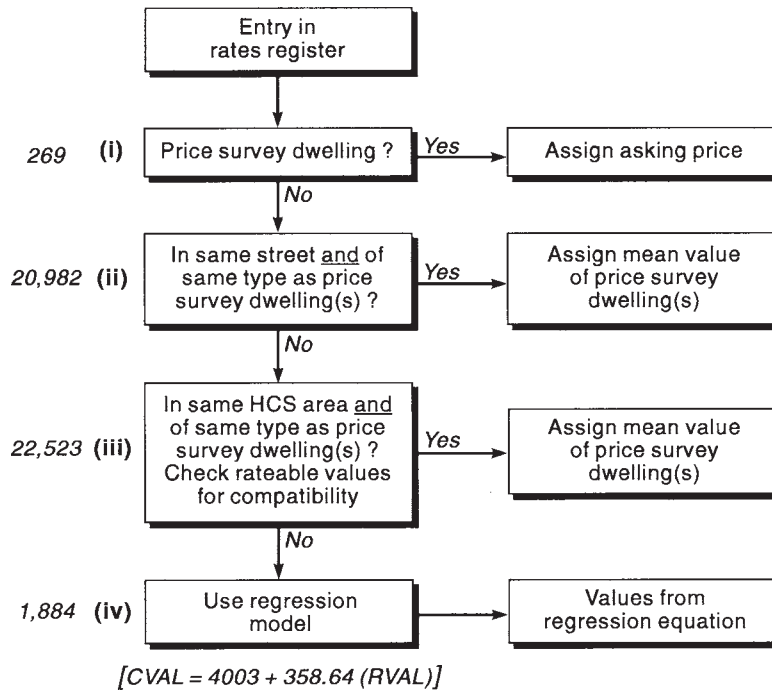 Entry in
rates register
269 (i) Price survey dwelling ? Yes Assign asking price
No
In same street and of
same type as price
survey dwelling(s) ?
20,982 (ii)
Yes
Assign mean value
of price survey
dwelling(s)
No
In same HCS area and
of same type as price
survey dwelling(s) ?
Check rateable values
for compatibility
22,523 (iii)
Yes
Assign mean value
of price survey
dwelling(s)
No
1,884 (iv)
Use regression
model
Values from
regression equation
[CVAL = 4003 + 358.64 (RVAL)]